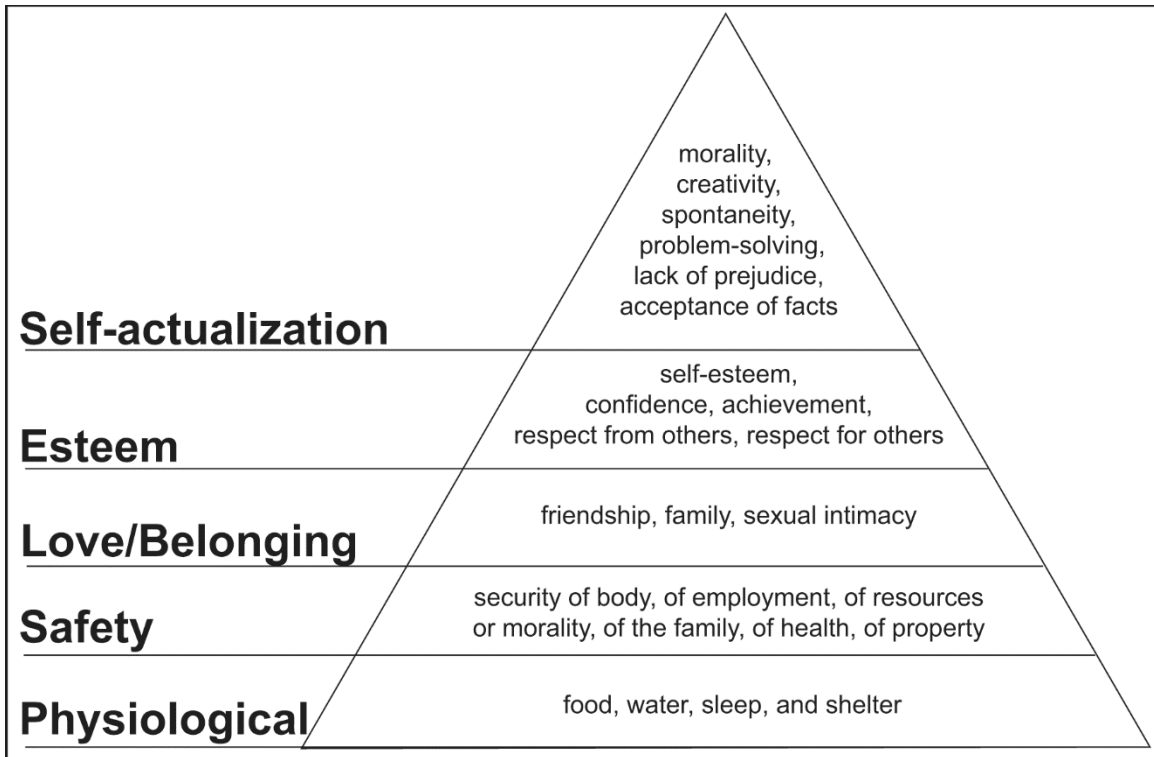 morality,
creativity,
spontaneity,
problem-solving,
lack of prejudice,
acceptance of facts
Self-actualization
self-esteem,
confidence, achievement,
respect from others, respect for others
Esteem
friendship, family, sexual intimacy
Love/Belonging
security of body, of employment, of resources
or morality, of the family, of health, of property
Safety
food, water, sleep, and shelter
Physiological